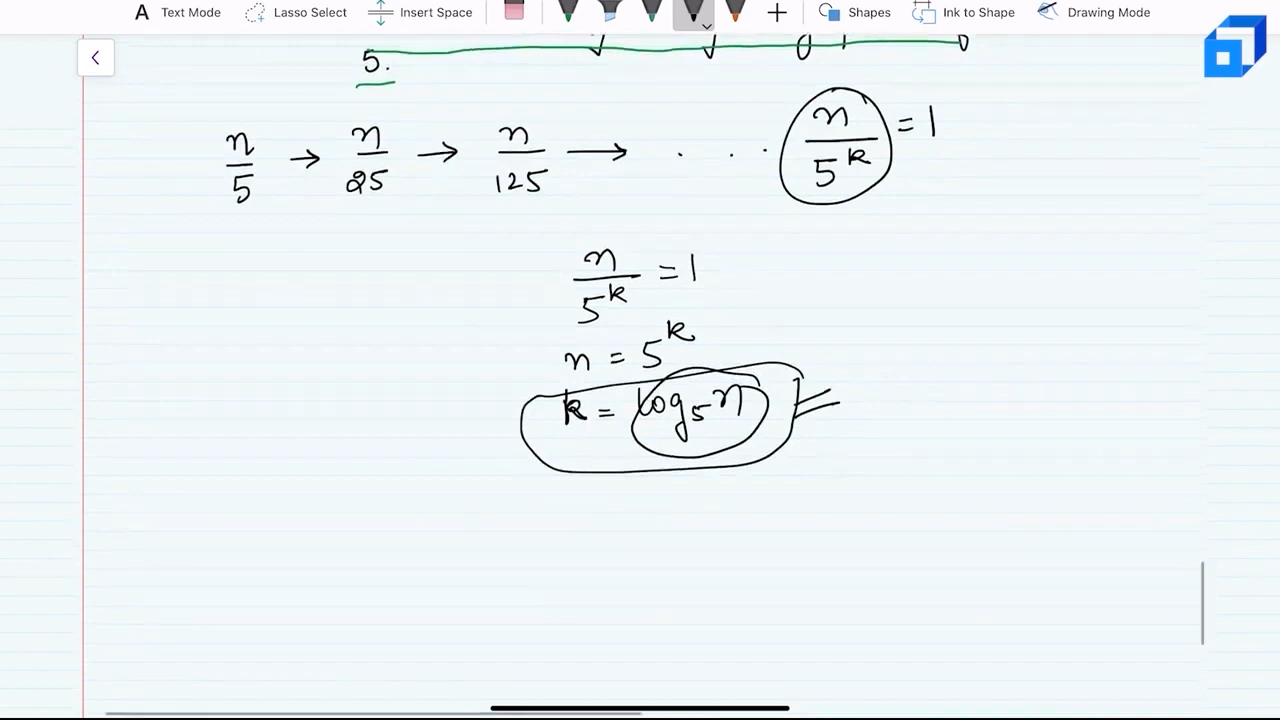 A Text Mode Lasso Select Insert Space Shapes Ink to Shape Drawing Mode
5.
n/5 → n/25 → n/125 → . . . n/5^k = 1
n/5^k = 1
n = 5^k
k = log₅n